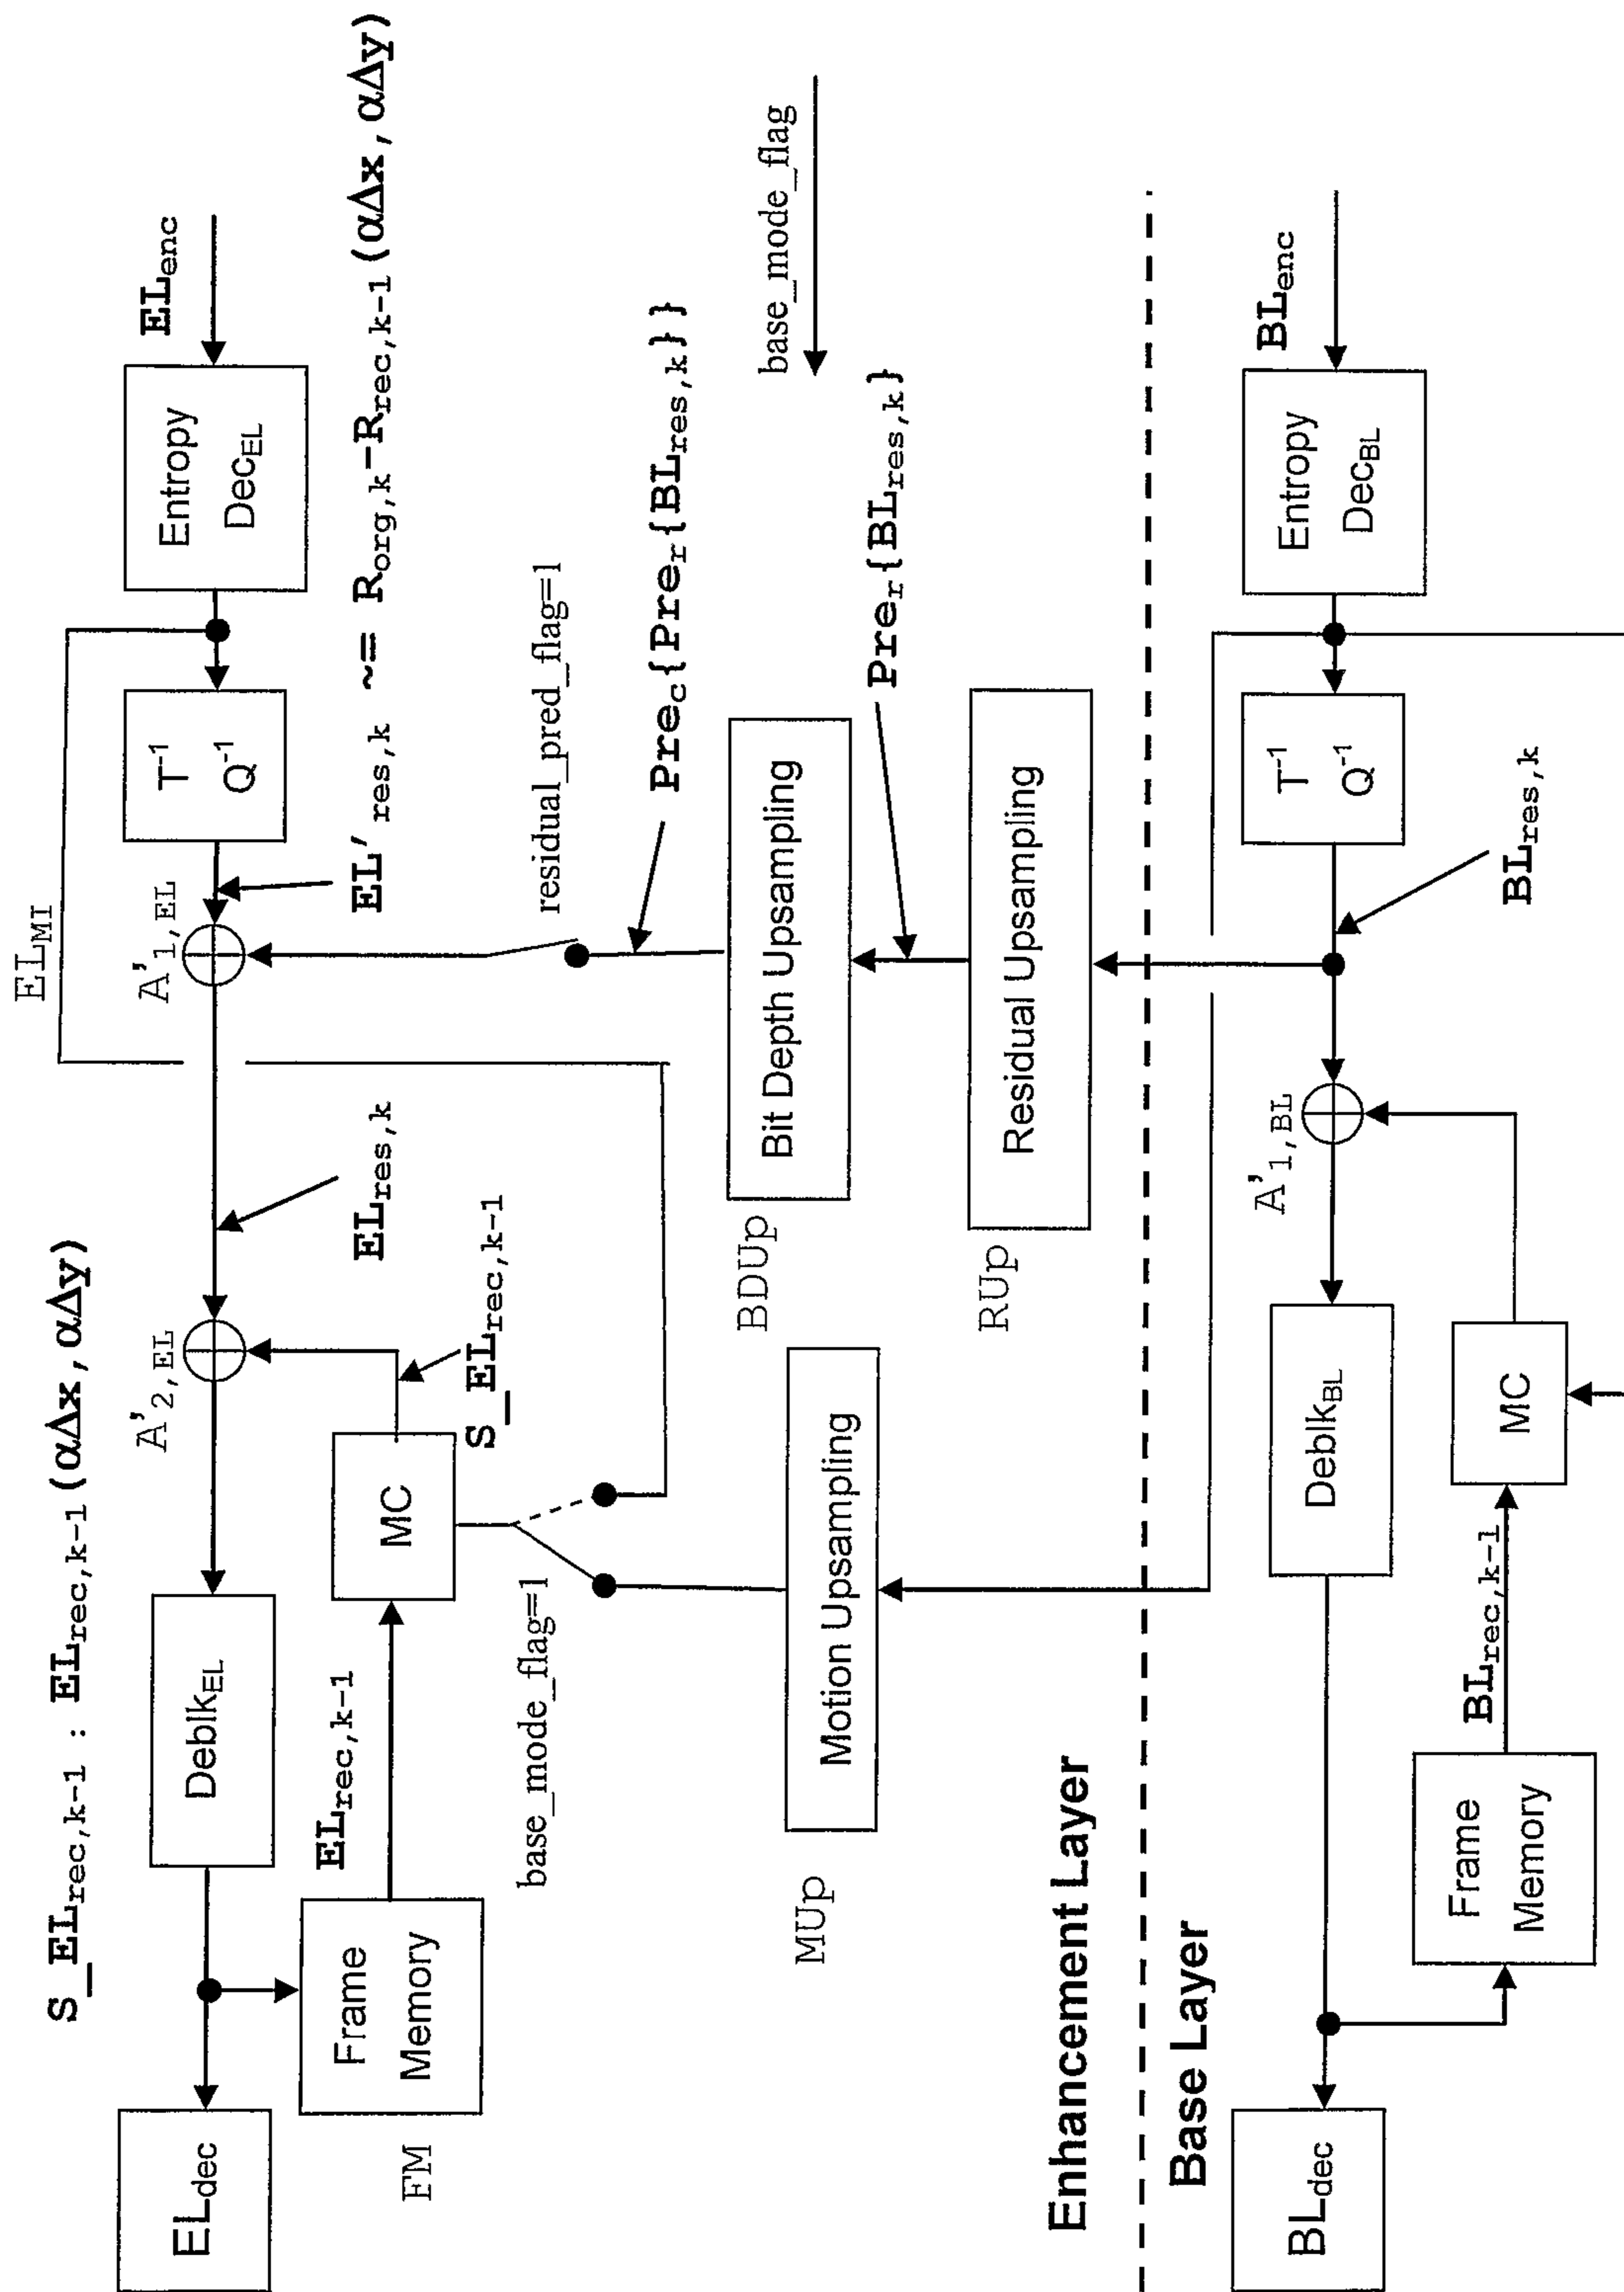 S_EL_rec,k-1 : EL_rec,k-1 (αΔx, αΔy)
EL_MI
EL_enc
A'_2,EL
A'_1,EL
EL_dec
Deblk_EL
T⁻¹
Q⁻¹
Entropy
Dec_EL
EL_res,k
EL'_res,k ~= R_org,k-R_rec,k-1 (αΔx, αΔy)
FM
Frame
Memory
EL_rec,k-1
MC
S_EL_rec,k-1
base_mode_flag=1
residual_pred_flag=1
Pre_c{Pre_r{BL_res,k}}
BDUp
Bit Depth Upsampling
base_mode_flag
MUp
Motion Upsampling
Pre_r{BL_res,k}
RUp
Residual Upsampling
Enhancement Layer
Base Layer
BL_enc
A'_1,BL
BL_dec
Deblk_BL
T⁻¹
Q⁻¹
Entropy
Dec_BL
BL_res,k
Frame
Memory
BL_rec,k-1
MC